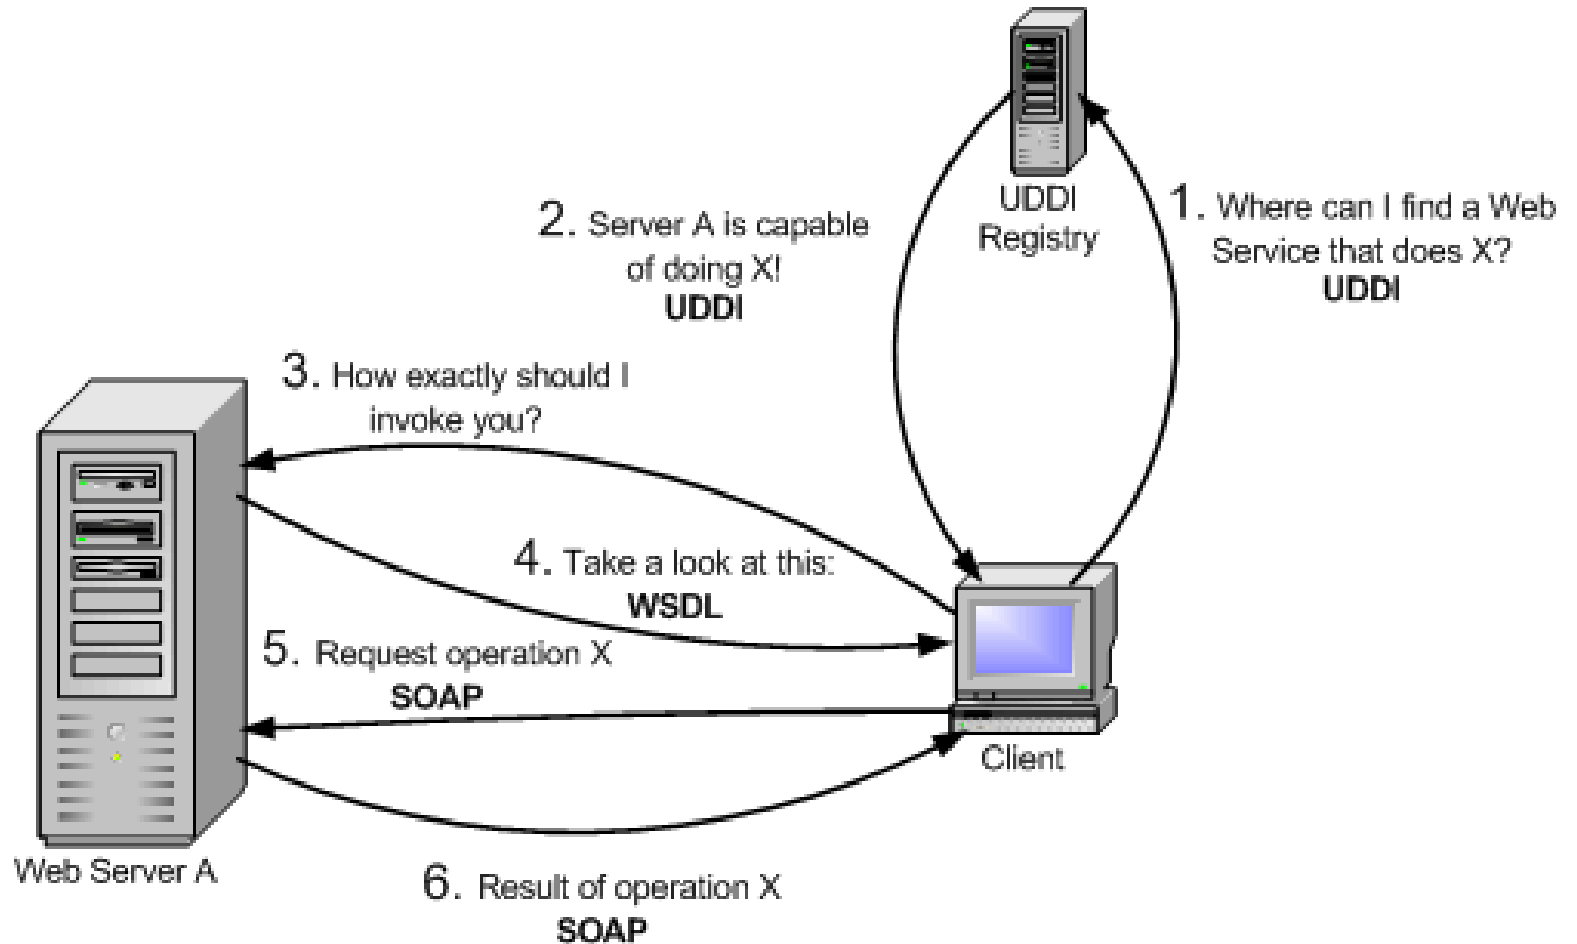 UDDI
Registry
1. Where can I find a Web
Service that does X?
UDDI
2. Server A is capable
of doing X!
UDDI
3. How exactly should I
invoke you?
4. Take a look at this:
WSDL
5. Request operation X
SOAP
Client
Web Server A
6. Result of operation X
SOAP